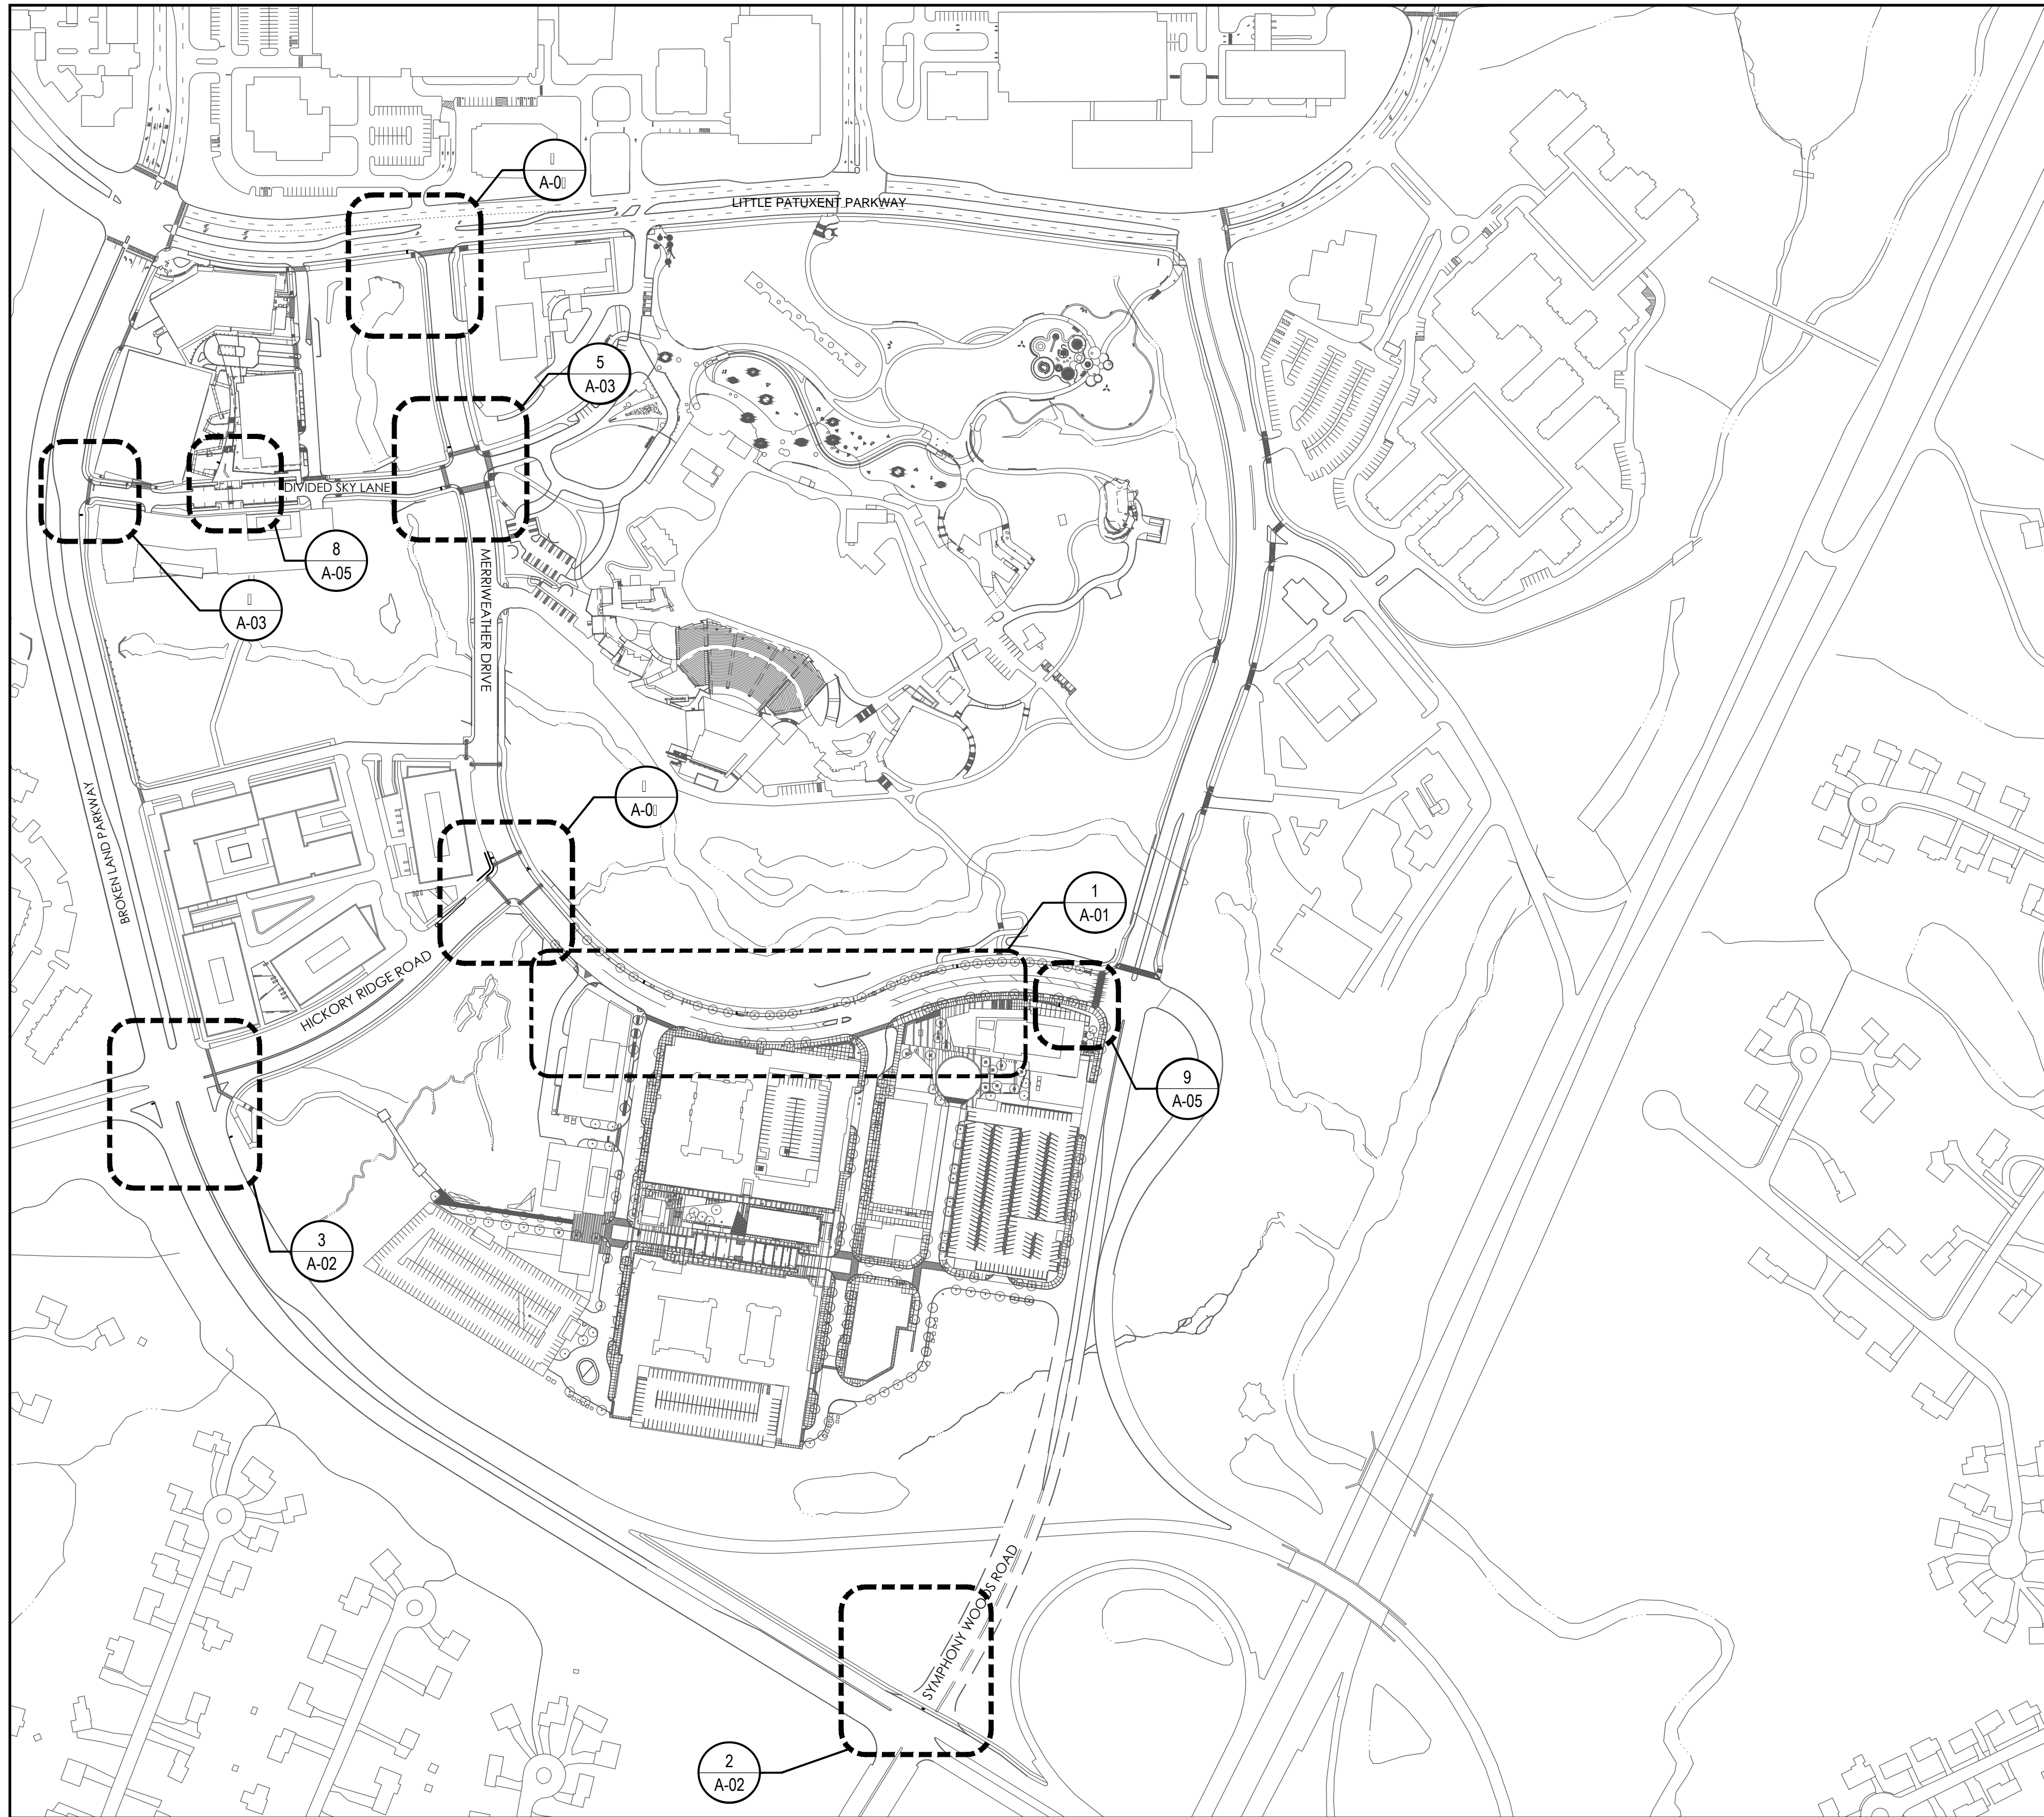 A-0
LITTLE PATUXENT PARKWAY
5
A-03
DIVIDED SKY LANE
8
A-05
A-03
MERRIWEATHER DRIVE
A-0
BROKEN LAND PARKWAY
1
A-01
HICKORY RIDGE ROAD
9
A-05
3
A-02
SYMPHONY WOODS ROAD
2
A-02